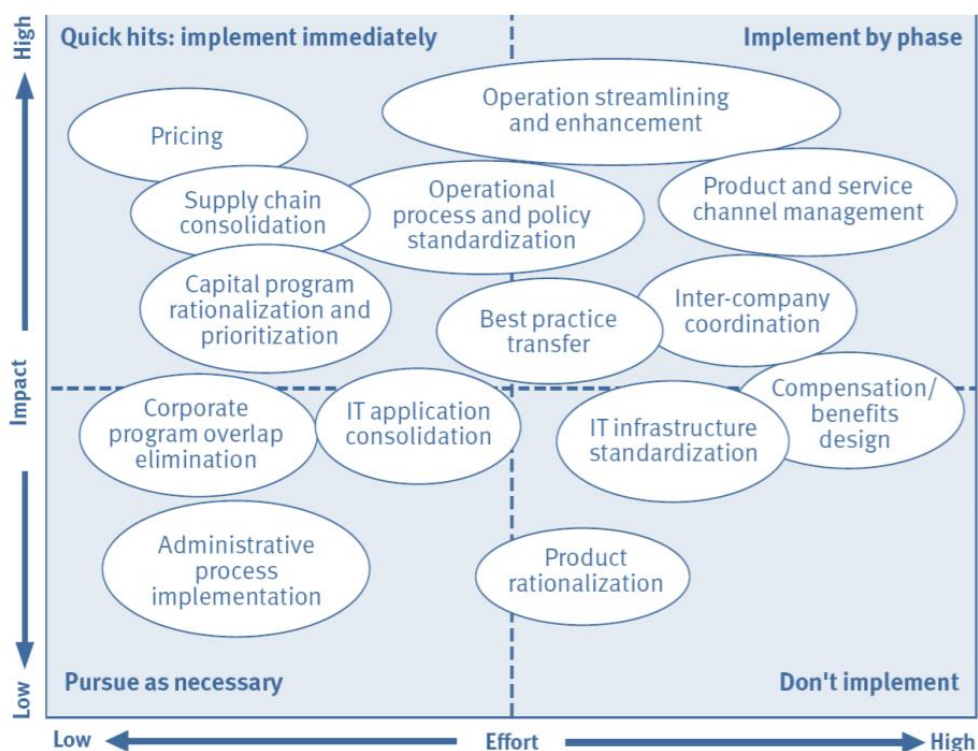 Quick hits: implement immediately
Implement by phase
Operation streamlining
and enhancement
Pricing
Supply chain
consolidation
Operational
process and policy
standardization
Product and service
channel management
Capital program
rationalization and
prioritization
Best practice
transfer
Inter-company
coordination
Corporate
program overlap
elimination
IT application
consolidation
IT infrastructure
standardization
Compensation/
benefits
design
Administrative
process
implementation
Product
rationalization
Pursue as necessary
Don't implement
High
Impact
Low
Low
Effort
High